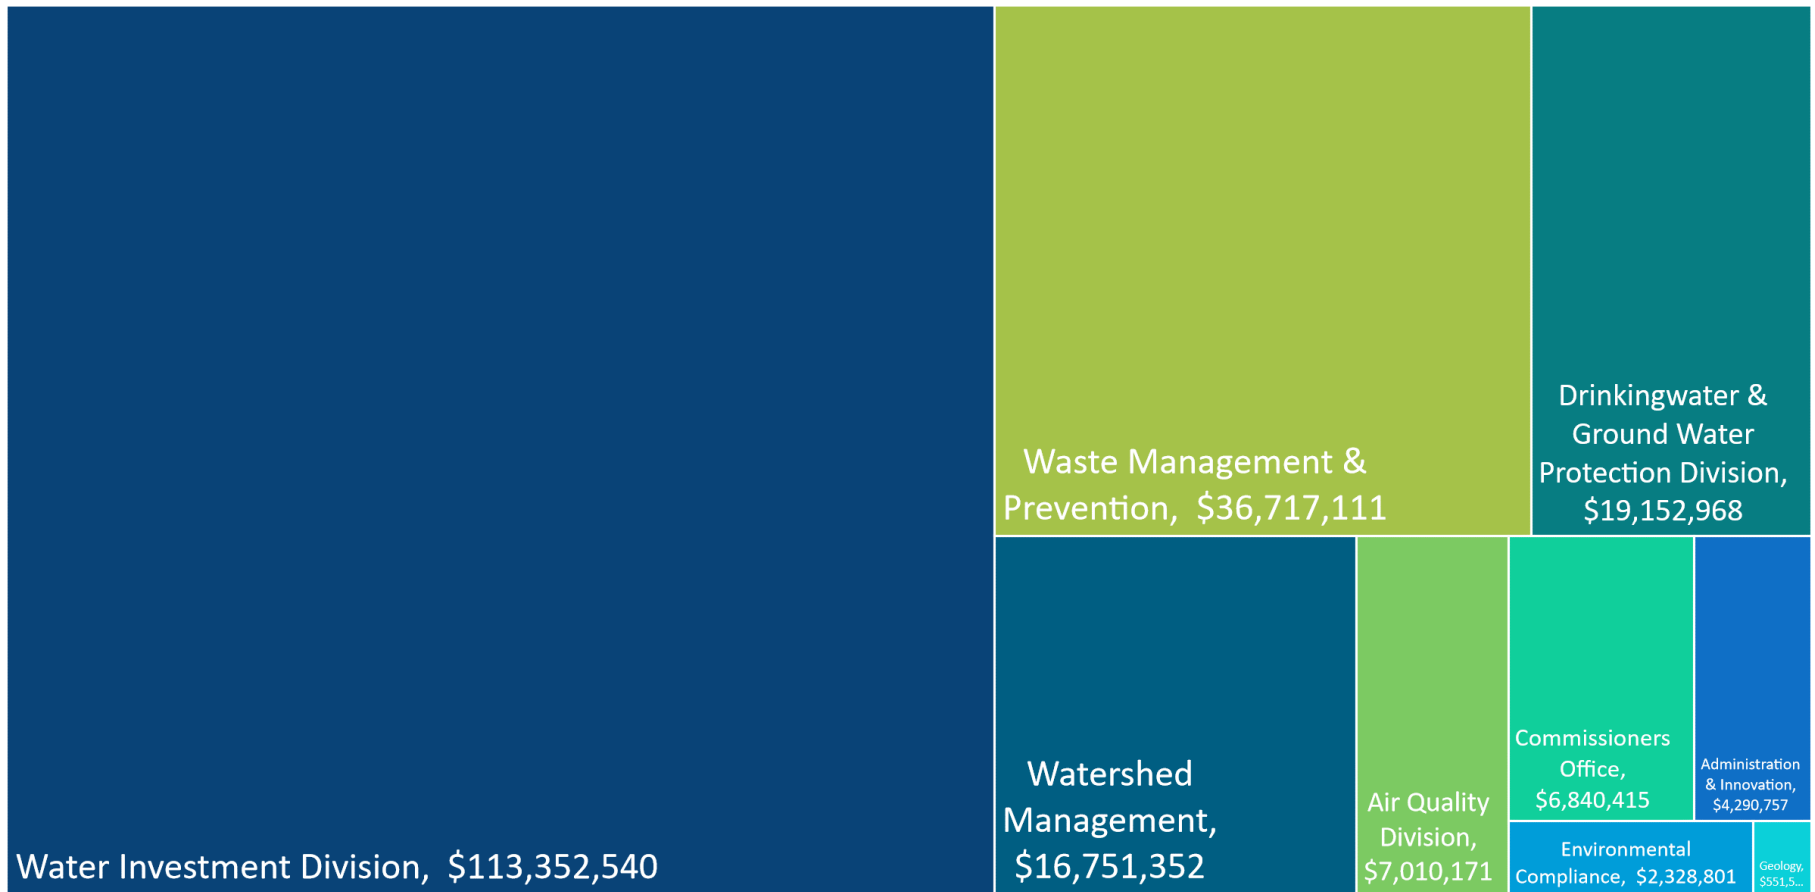 Water Investment Division, $113,352,540
Waste Management &
Prevention, $36,717,111
Drinkingwater &
Ground Water
Protection Division,
$19,152,968
Watershed
Management,
$16,751,352
Air Quality
Division,
$7,010,171
Commissioners
Office,
$6,840,415
Administration
& Innovation,
$4,290,757
Environmental
Compliance, $2,328,801
Geology,
$551,5...